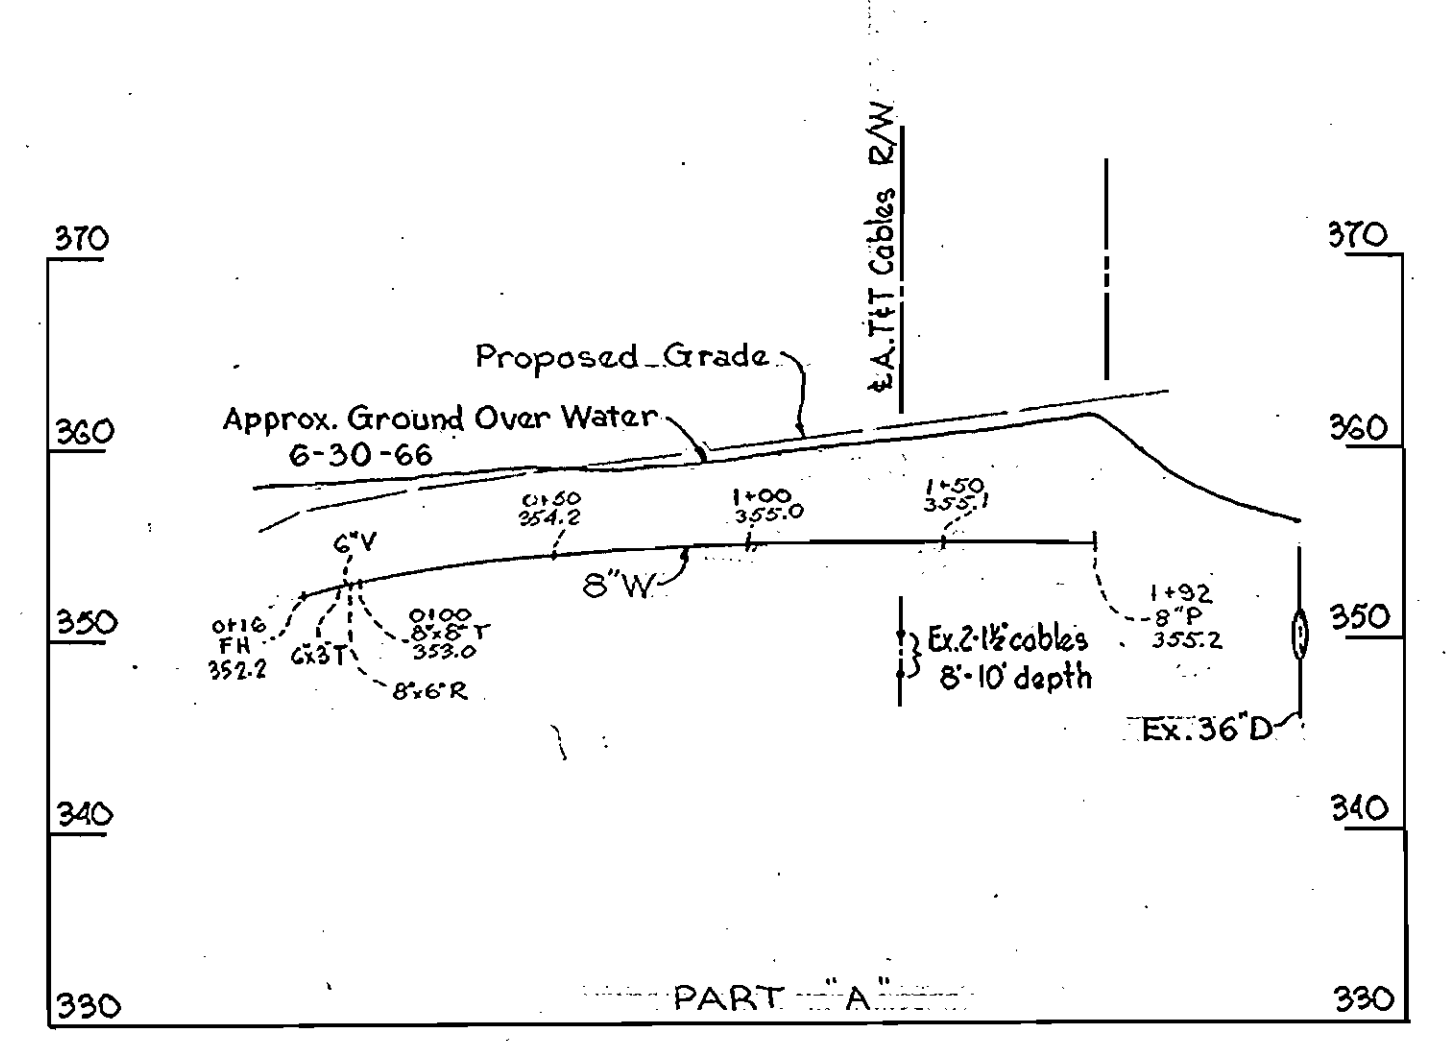 ℄ A.T&T Cables R/W
370
370
Proposed Grade
Approx. Ground Over Water
6-30-66
360
360
0+50
354.2
1+00
355.0
1+50
355.1
6"V
8"W
0+16
FH
352.2
6"x3"T
0+00
8"x8"T
353.0
8"x6"R
1+92
8"P
355.2
350
350
Ex.2-1½" cables
8'-10' depth
Ex. 36"D
340
340
330
PART "A"
330